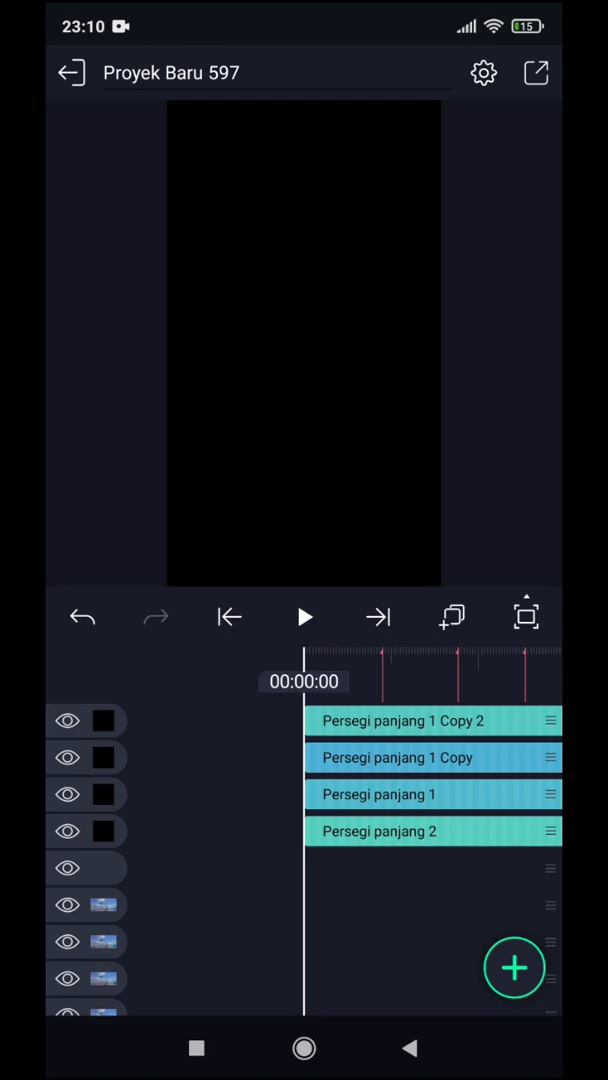 23:10
15
Proyek Baru 597
00:00:00
Persegi panjang 1 Copy 2
Persegi panjang 1 Copy
Persegi panjang 1
Persegi panjang 2